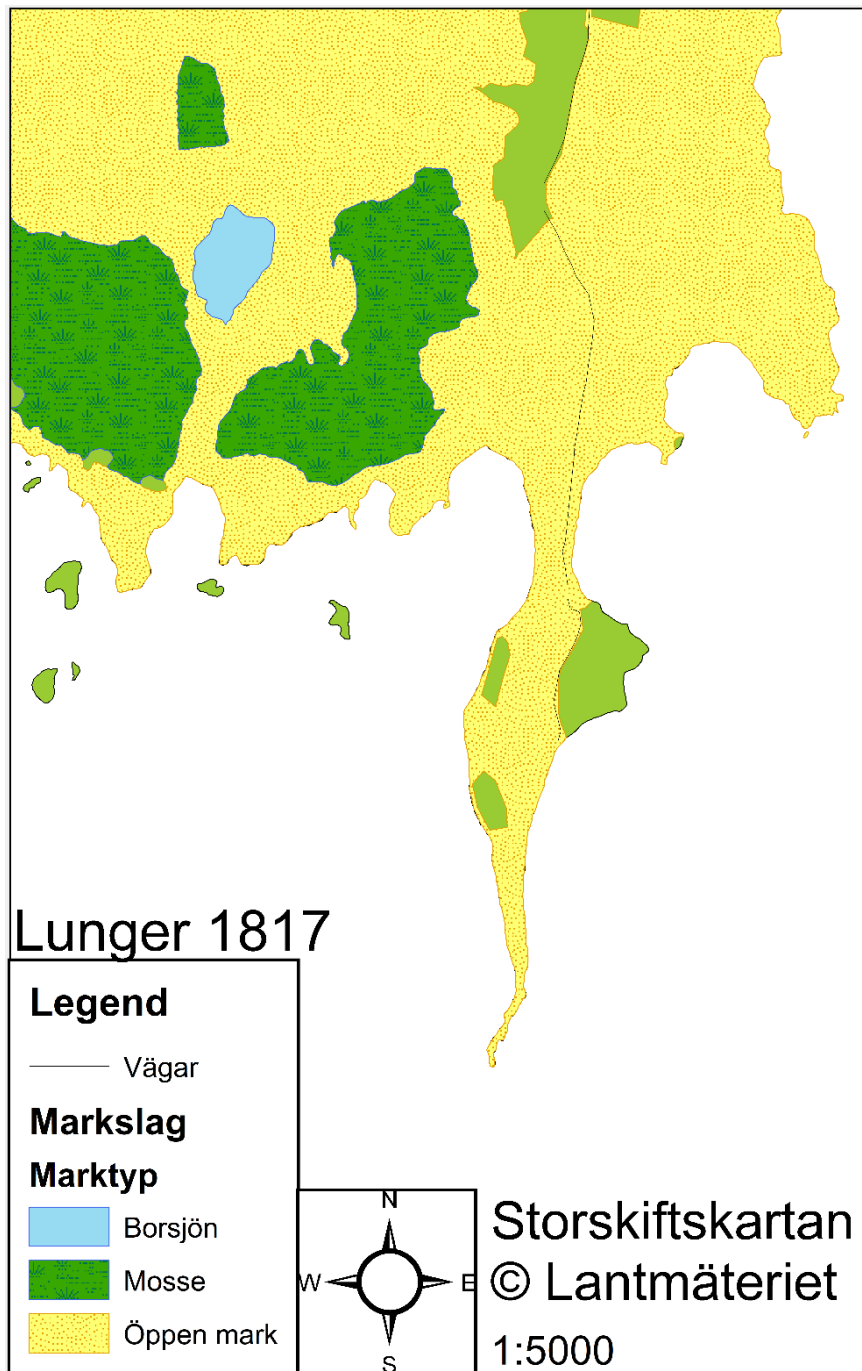 Lunger 1817
Legend
Vägar
Markslag
Marktyp
Borsjön
Mosse
Öppen mark
N
W E
S
Storskiftskartan
© Lantmäteriet
1:5000